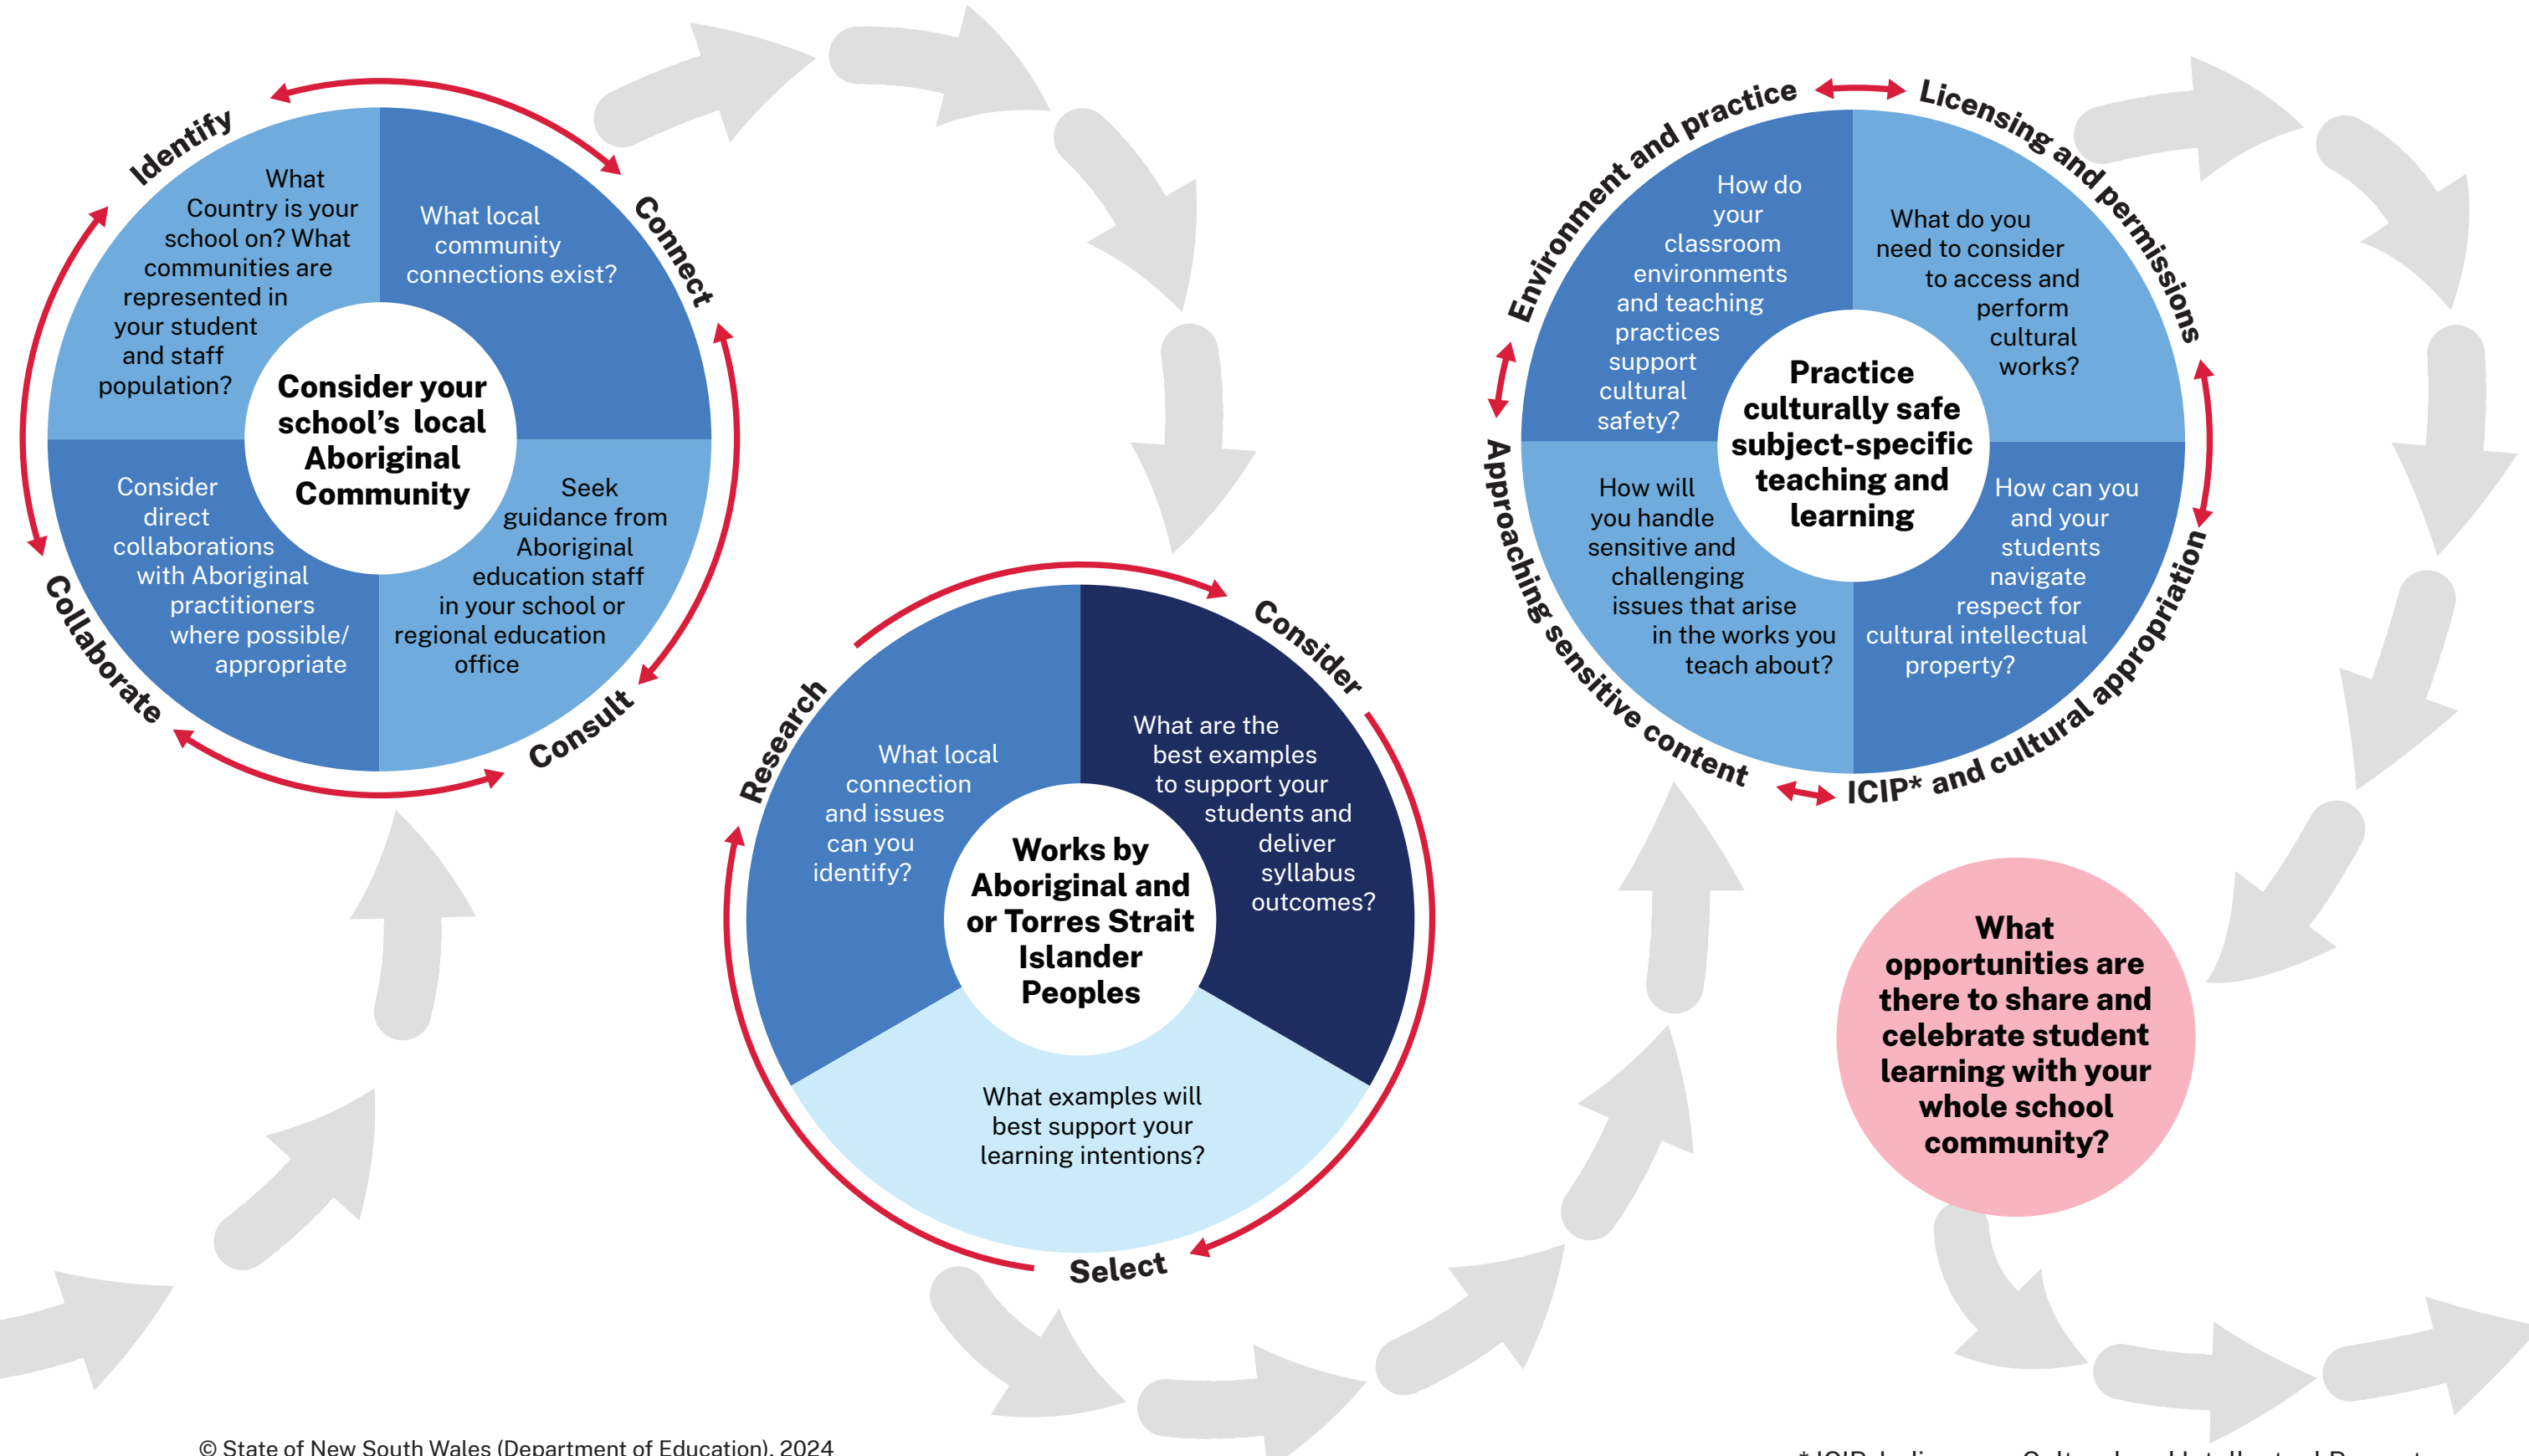 Identify
What
Country is your
school on? What
communities are
represented in
your student
and staff
population?
Connect
What local
community
connections exist?
Consider your
school’s local
Aboriginal
Community
Collaborate
Consider
direct
collaborations
with Aboriginal
practitioners
where possible/
appropriate
Consult
Seek
guidance from
Aboriginal
education staff
in your school or
regional education
office
Research
What local
connection
and issues
can you
identify?
Consider
What are the
best examples
to support your
students and
deliver
syllabus
outcomes?
Works by
Aboriginal and
or Torres Strait
Islander
Peoples
What examples will
best support your
learning intentions?
Select
Environment and practice
How do
your
classroom
environments
and teaching
practices
support
cultural
safety?
Licensing and permissions
What do you
need to consider
to access and
perform
cultural
works?
Practice
culturally safe
subject-specific
teaching and
learning
Approaching sensitive content
How will
you handle
sensitive and
challenging
issues that arise
in the works you
teach about?
ICIP* and cultural appropriation
How can you
and your
students
navigate
respect for
cultural intellectual
property?
What
opportunities are
there to share and
celebrate student
learning with your
whole school
community?
© State of New South Wales (Department of Education), 2024
* ICIP: Indigenous Cultural and Intellectual Property